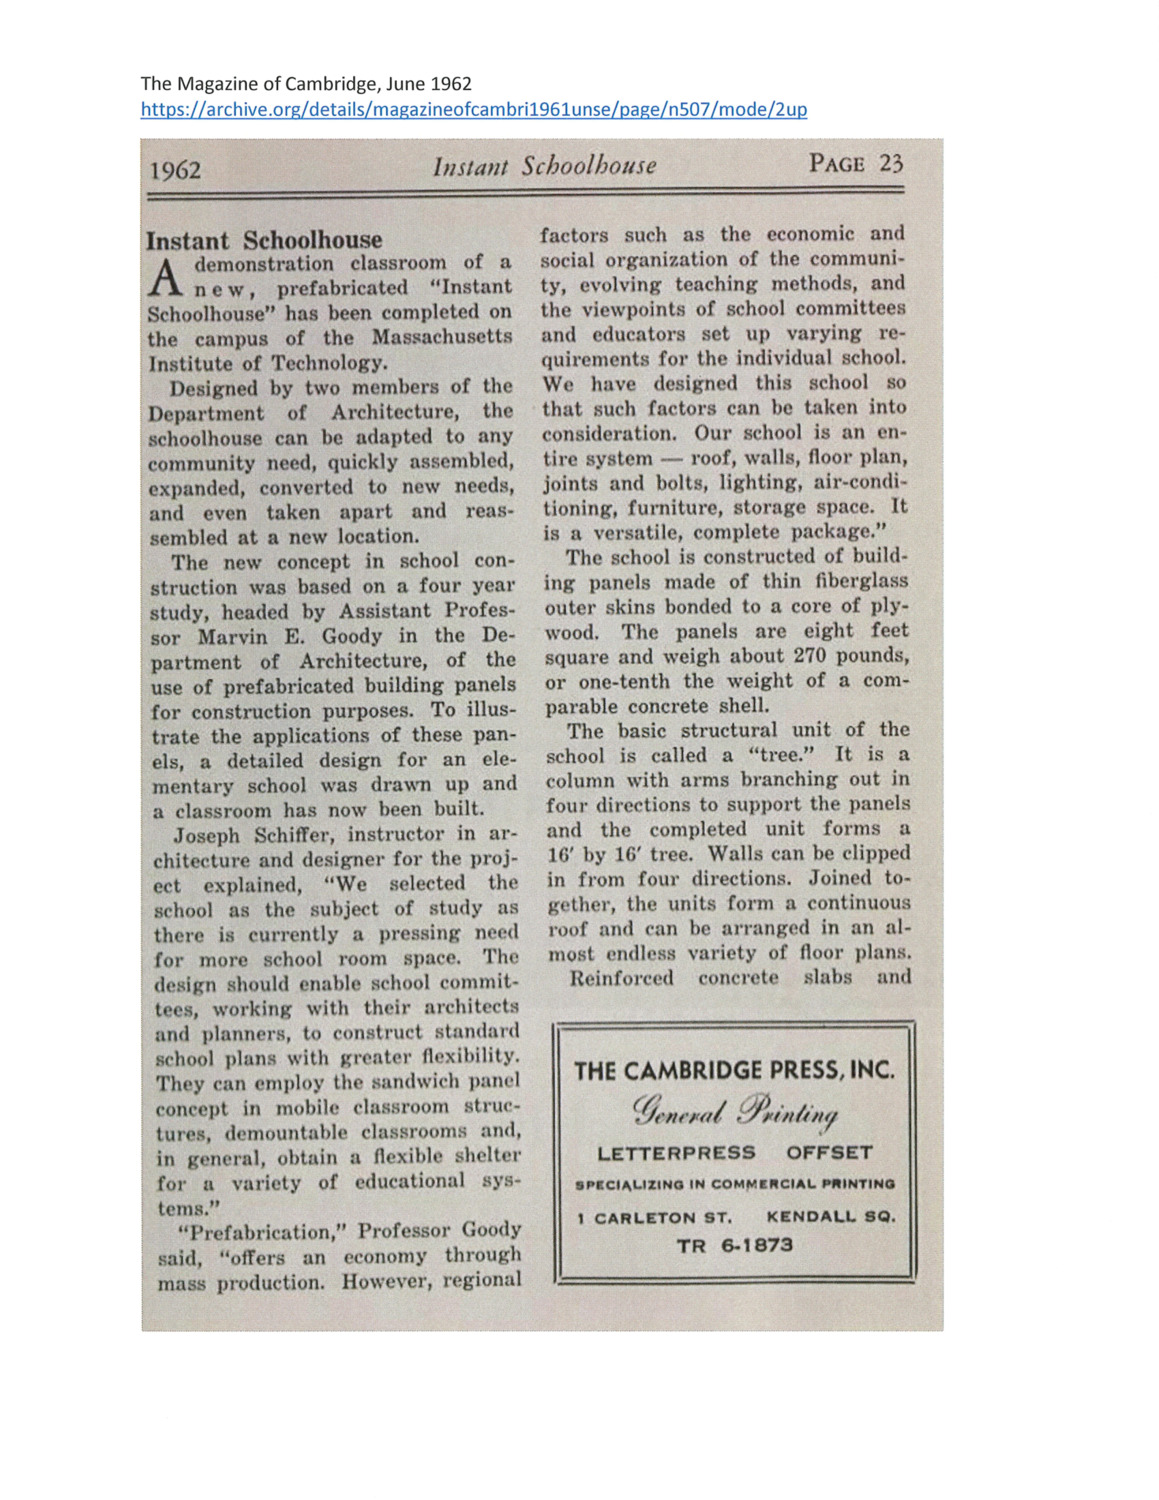 The Magazine of Cambridge, June 1962
https://archive.org/details/magazineofcambri1961unse/page/n507/mode/2up
1962 Instant Schoolhouse PAGE 23
Instant Schoolhouse
A demonstration classroom of a
new, prefabricated “Instant
Schoolhouse” has been completed on
the campus of the Massachusetts
Institute of Technology.
Designed by two members of the
Department of Architecture, the
schoolhouse can be adapted to any
community need, quickly assembled,
expanded, converted to new needs,
and even taken apart and reas-
sembled at a new location.
The new concept in school con-
struction was based on a four year
study, headed by Assistant Profes-
sor Marvin E. Goody in the De-
partment of Architecture, of the
use of prefabricated building panels
for construction purposes. To illus-
trate the applications of these pan-
els, a detailed design for an ele-
mentary school was drawn up and
a classroom has now been built.
Joseph Schiffer, instructor in ar-
chitecture and designer for the proj-
ect explained, “We selected the
school as the subject of study as
there is currently a pressing need
for more school room space. The
design should enable school commit-
tees, working with their architects
and planners, to construct standard
school plans with greater flexibility.
They can employ the sandwich panel
concept in mobile classroom struc-
tures, demountable classrooms and,
in general, obtain a flexible shelter
for a variety of educational sys-
tems.”
“Prefabrication,” Professor Goody
said, “offers an economy through
mass production. However, regional
factors such as the economic and
social organization of the communi-
ty, evolving teaching methods, and
the viewpoints of school committees
and educators set up varying re-
quirements for the individual school.
We have designed this school so
that such factors can be taken into
consideration. Our school is an en-
tire system — roof, walls, floor plan,
joints and bolts, lighting, air-condi-
tioning, furniture, storage space. It
is a versatile, complete package.”
The school is constructed of build-
ing panels made of thin fiberglass
outer skins bonded to a core of ply-
wood. The panels are eight feet
square and weigh about 270 pounds,
or one-tenth the weight of a com-
parable concrete shell.
The basic structural unit of the
school is called a “tree.” It is a
column with arms branching out in
four directions to support the panels
and the completed unit forms a
16′ by 16′ tree. Walls can be clipped
in from four directions. Joined to-
gether, the units form a continuous
roof and can be arranged in an al-
most endless variety of floor plans.
Reinforced concrete slabs and
THE CAMBRIDGE PRESS, INC.
General Printing
LETTERPRESS OFFSET
SPECIALIZING IN COMMERCIAL PRINTING
1 CARLETON ST. KENDALL SQ.
TR 6-1873